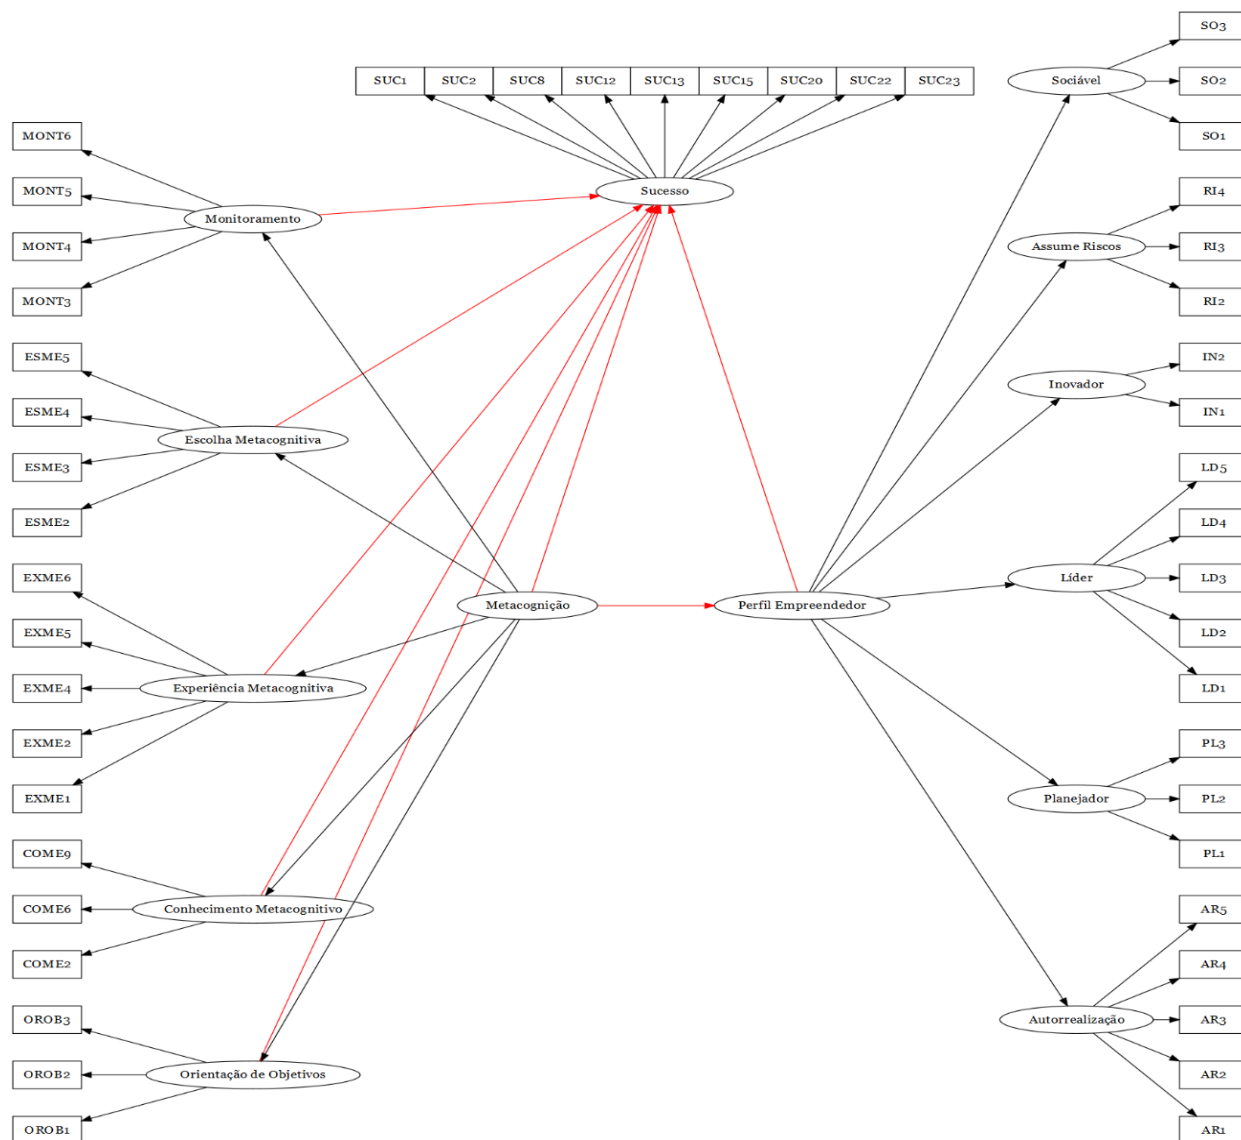 SUC1 SUC2 SUC8 SUC12 SUC13 SUC15 SUC20 SUC22 SUC23
Sucesso
MONT6
MONT5
MONT4
MONT3
Monitoramento
ESME5
ESME4
ESME3
ESME2
Escolha Metacognitiva
EXME6
EXME5
EXME4
EXME2
EXME1
Experiência Metacognitiva
COME9
COME6
COME2
Conhecimento Metacognitivo
OROB3
OROB2
OROB1
Orientação de Objetivos
Metacognição
Perfil Empreendedor
Sociável
SO3
SO2
SO1
Assume Riscos
RI4
RI3
RI2
Inovador
IN2
IN1
Líder
LD5
LD4
LD3
LD2
LD1
Planejador
PL3
PL2
PL1
Autorrealização
AR5
AR4
AR3
AR2
AR1